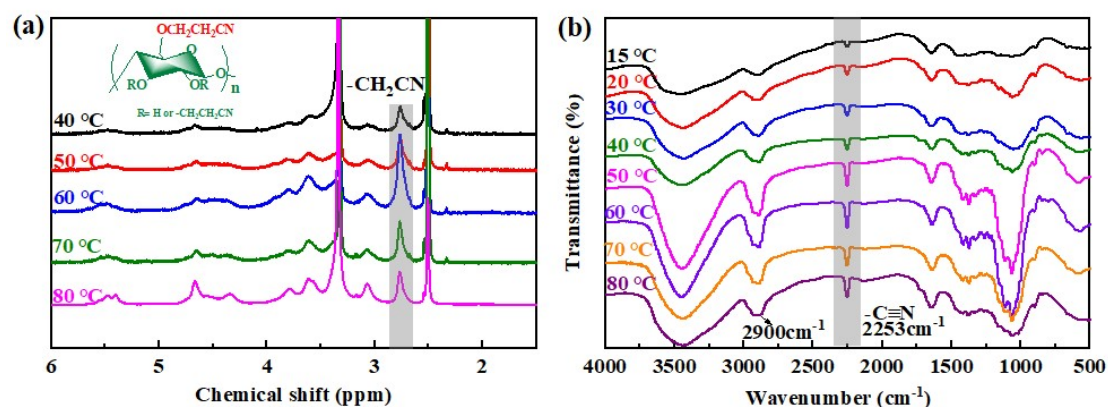 (a)
OCH₂CH₂CN
O
O
RO
OR
n
R= H or -CH₂CH₂CN
-CH₂CN
40 °C
50 °C
60 °C
70 °C
80 °C
6
5
4
3
2
Chemical shift (ppm)
(b)
15 °C
20 °C
30 °C
40 °C
50 °C
60 °C
70 °C
80 °C
2900cm⁻¹
-C≡N
2253cm⁻¹
Transmittance (%)
4000 3500 3000 2500 2000 1500 1000 500
Wavenumber (cm⁻¹)